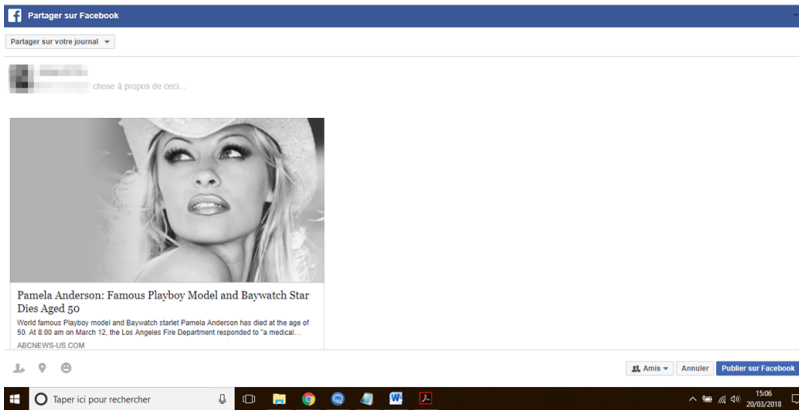 Partager sur Facebook
Partager sur votre journal
chose à propos de ceci...
Pamela Anderson: Famous Playboy Model and Baywatch Star
Dies Aged 50
World famous Playboy model and Baywatch starlet Pamela Anderson has died at the age of
50. At 8:00 am on March 12, the Los Angeles Fire Department responded to "a medical...
ABCNEWS-US.COM
Amis Annuler Publier sur Facebook
Taper ici pour rechercher
15:06
20/03/2018